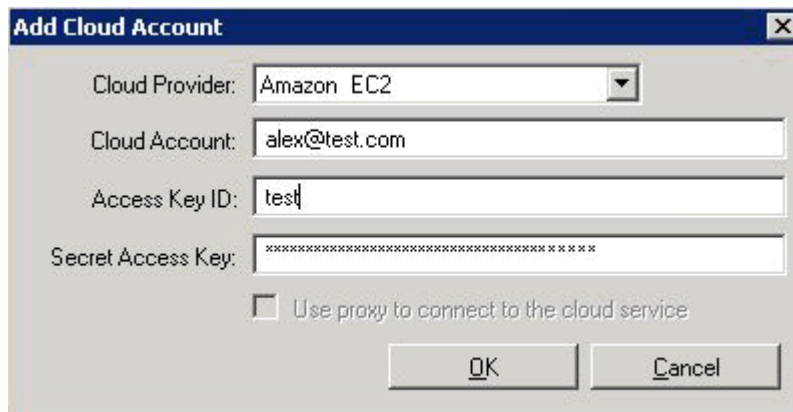 Add Cloud Account
Cloud Provider: Amazon EC2
Cloud Account: alex@test.com
Access Key ID: test
Secret Access Key: ****************************************
Use proxy to connect to the cloud service
OK Cancel